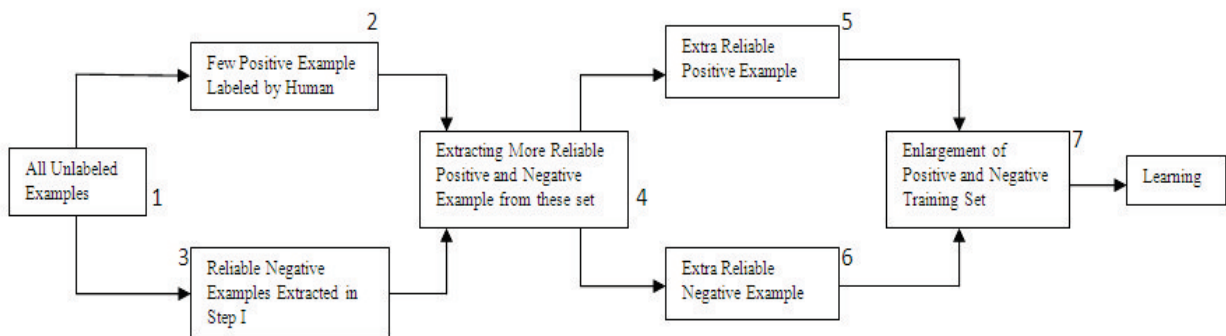 2
Few Positive Example
Labeled by Human
5
Extra Reliable
Positive Example
All Unlabeled
Examples
1
Extracting More Reliable
Positive and Negative
Example from these set
4
7
Enlargement of
Positive and Negative
Training Set
Learning
3
Reliable Negative
Examples Extracted in
Step I
6
Extra Reliable
Negative Example